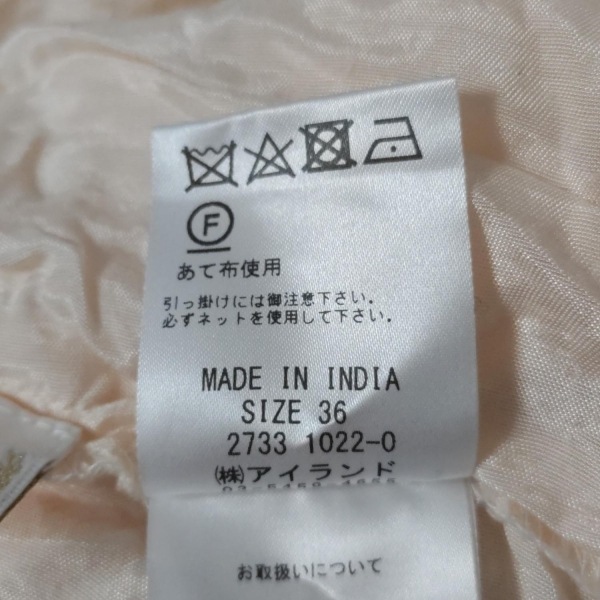 F
あて布使用
引っ掛けには御注意下さい。
必ずネットを使用して下さい。
MADE IN INDIA
SIZE 36
2733 1022-0
㈱アイランド
お取扱いについて